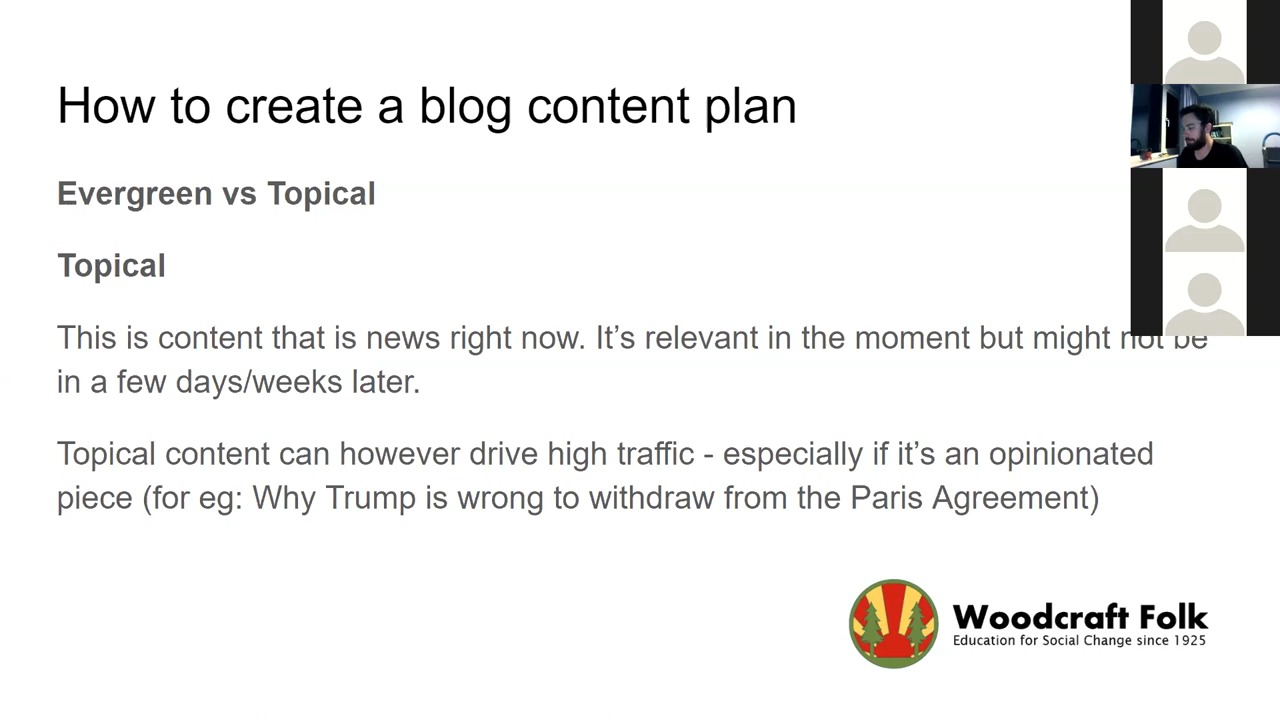 How to create a blog content plan
Evergreen vs Topical
Topical
This is content that is news right now. It’s relevant in the moment but might not be
in a few days/weeks later.
Topical content can however drive high traffic - especially if it’s an opinionated
piece (for eg: Why Trump is wrong to withdraw from the Paris Agreement)
Woodcraft Folk
Education for Social Change since 1925